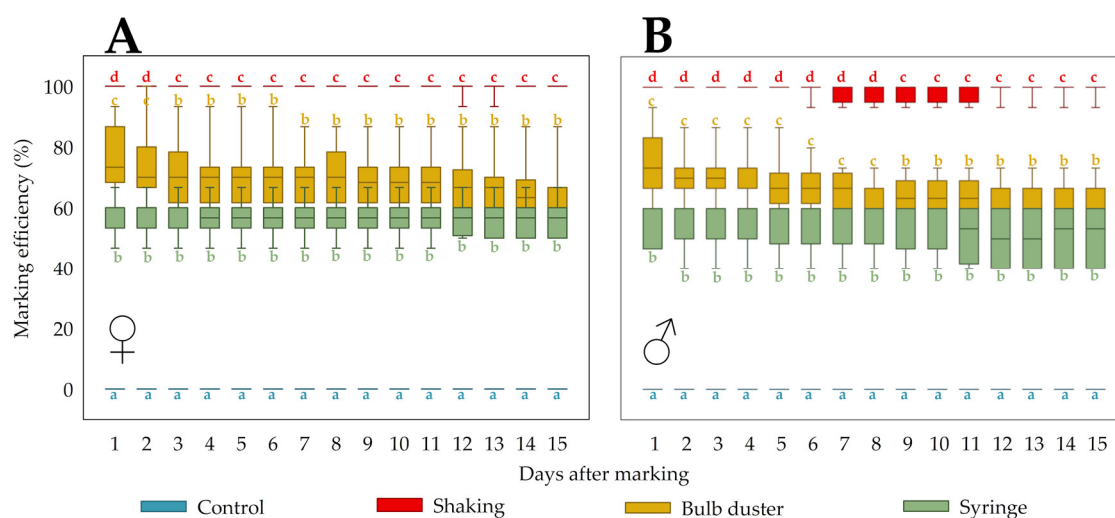 A B
d d c c c c c c c c c c c c c d d d d d d d d c c c c c c c
100
c c b b b b b b b b b b b b b c c c c c c c c b b b b b b b
80
Marking efficiency (%)
60
b b b b b b b b b b b b b b b b b b b b b b b b b b b b b b
40
♀ ♂
20
0
a a a a a a a a a a a a a a a a a a a a a a a a a a a a a a
1 2 3 4 5 6 7 8 9 10 11 12 13 14 15 1 2 3 4 5 6 7 8 9 10 11 12 13 14 15
Days after marking
Control Shaking Bulb duster Syringe